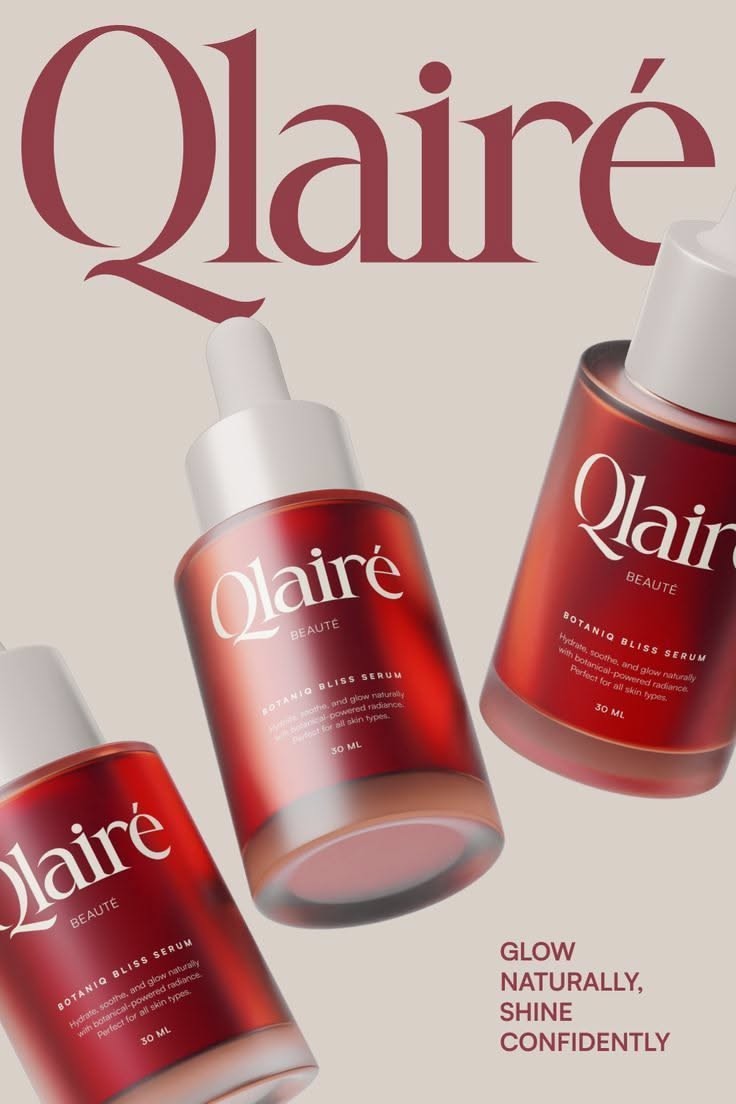 Qlairé
Qlairé
BEAUTÉ
BOTANIQ BLISS SERUM
Hydrate, soothe, and glow naturally
with botanical-powered radiance.
Perfect for all skin types.
30 ML
Qlairé
BEAUTÉ
BOTANIQ BLISS SERUM
Hydrate, soothe, and glow naturally
with botanical-powered radiance.
Perfect for all skin types.
30 ML
Qlairé
BEAUTÉ
BOTANIQ BLISS SERUM
Hydrate, soothe, and glow naturally
with botanical-powered radiance.
Perfect for all skin types.
30 ML
GLOW
NATURALLY,
SHINE
CONFIDENTLY